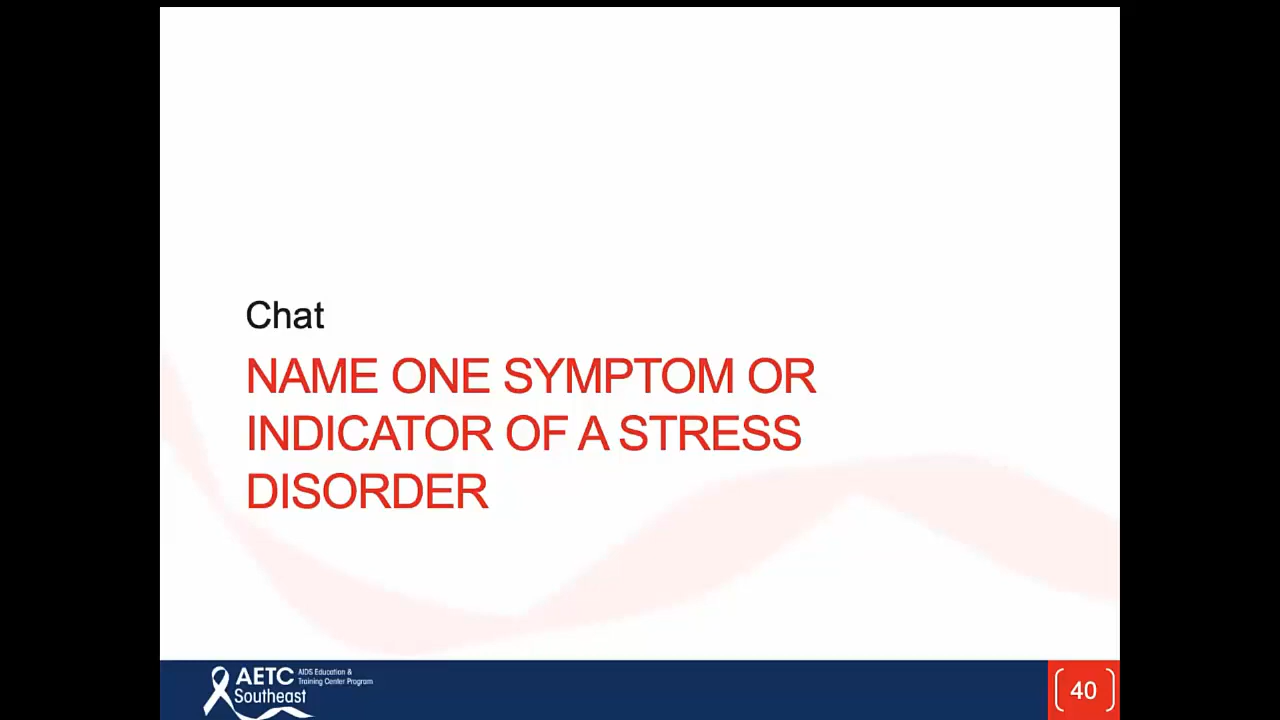 Chat
NAME ONE SYMPTOM OR
INDICATOR OF A STRESS
DISORDER
AETC
Southeast
AIDS Education &
Training Center Program
40